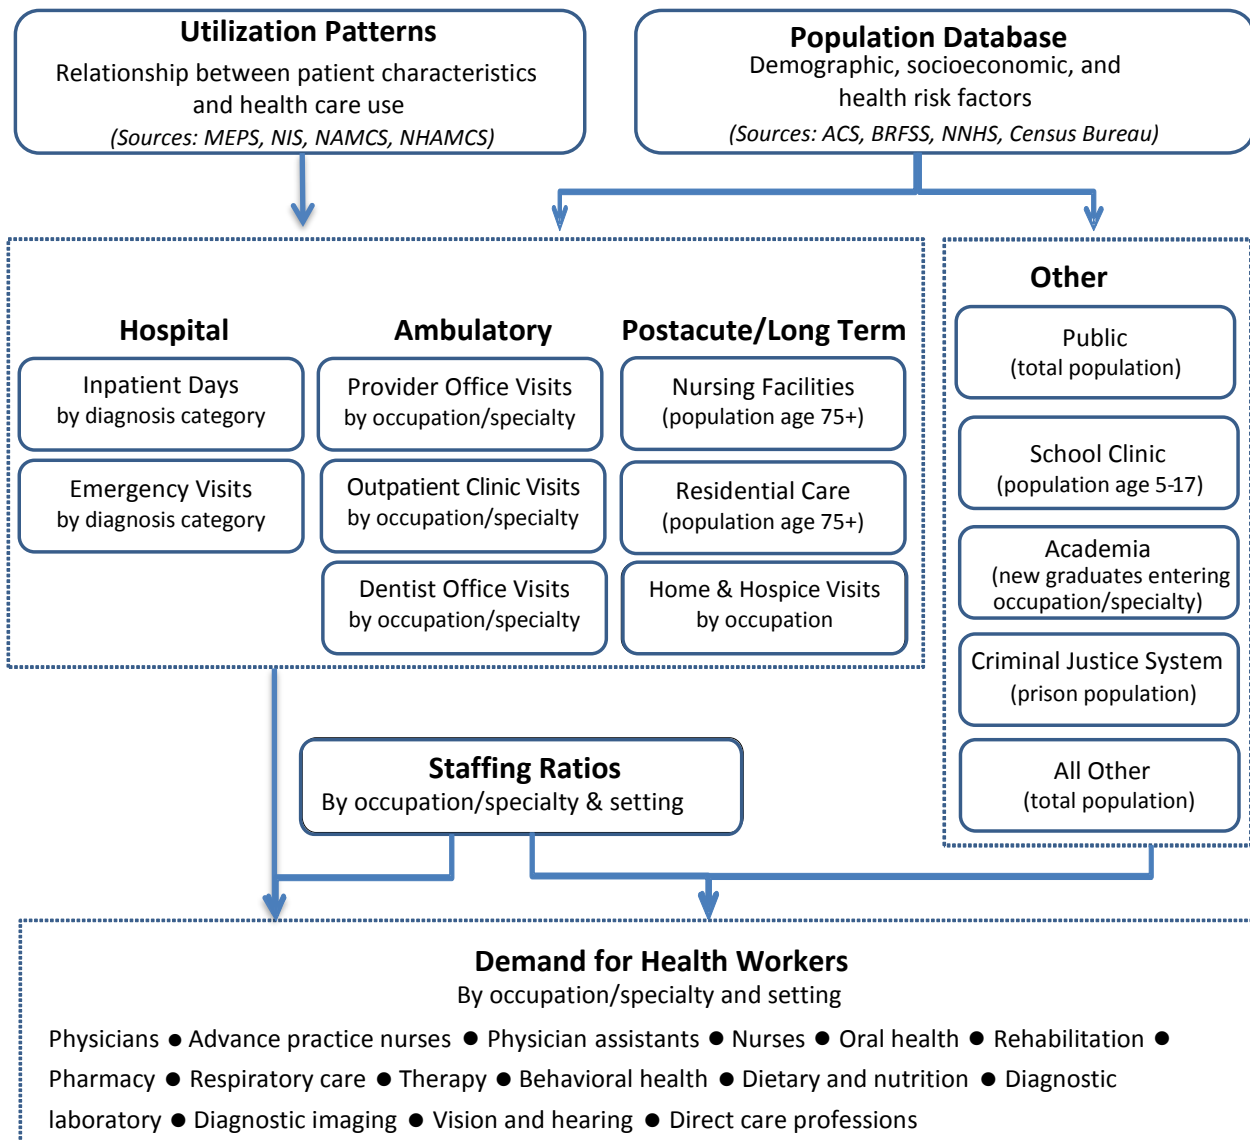 Utilization Patterns
Relationship between patient characteristics
and health care use
(Sources: MEPS, NIS, NAMCS, NHAMCS)
Population Database
Demographic, socioeconomic, and
health risk factors
(Sources: ACS, BRFSS, NNHS, Census Bureau)
Hospital
Inpatient Days
by diagnosis category
Emergency Visits
by diagnosis category
Ambulatory
Provider Office Visits
by occupation/specialty
Outpatient Clinic Visits
by occupation/specialty
Dentist Office Visits
by occupation/specialty
Postacute/Long Term
Nursing Facilities
(population age 75+)
Residential Care
(population age 75+)
Home & Hospice Visits
by occupation
Other
Public
(total population)
School Clinic
(population age 5-17)
Academia
(new graduates entering
occupation/specialty)
Criminal Justice System
(prison population)
All Other
(total population)
Staffing Ratios
By occupation/specialty & setting
Demand for Health Workers
By occupation/specialty and setting
Physicians ● Advance practice nurses ● Physician assistants ● Nurses ● Oral health ● Rehabilitation ●
Pharmacy ● Respiratory care ● Therapy ● Behavioral health ● Dietary and nutrition ● Diagnostic
laboratory ● Diagnostic imaging ● Vision and hearing ● Direct care professions